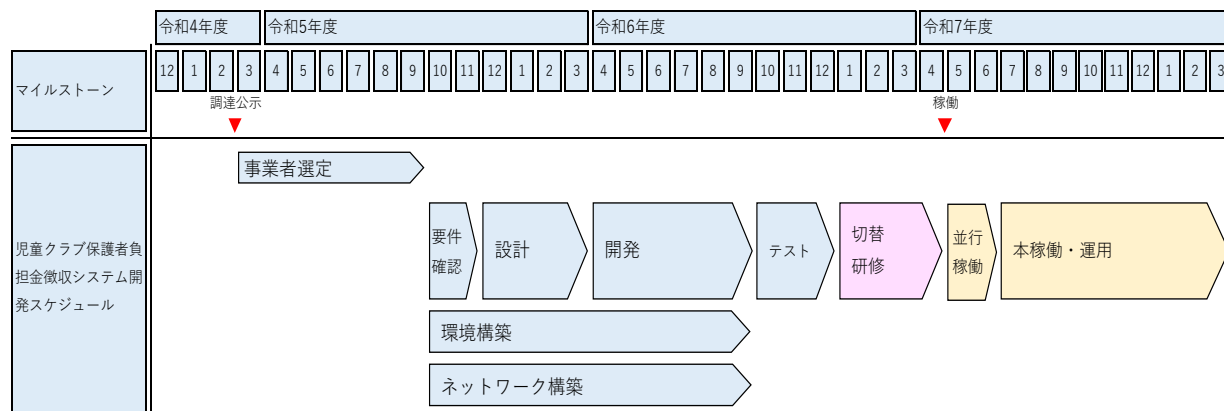 令和4年度 令和5年度 令和6年度 令和7年度
マイルストーン
12 1 2 3 4 5 6 7 8 9 10 11 12 1 2 3 4 5 6 7 8 9 10 11 12 1 2 3 4 5 6 7 8 9 10 11 12 1 2 3
調達公示 稼働
児童クラブ保護者負
担金徴収システム開
発スケジュール
事業者選定
要件
確認
設計
開発
テスト
切替
研修
並行
稼働
本稼働・運用
環境構築
ネットワーク構築